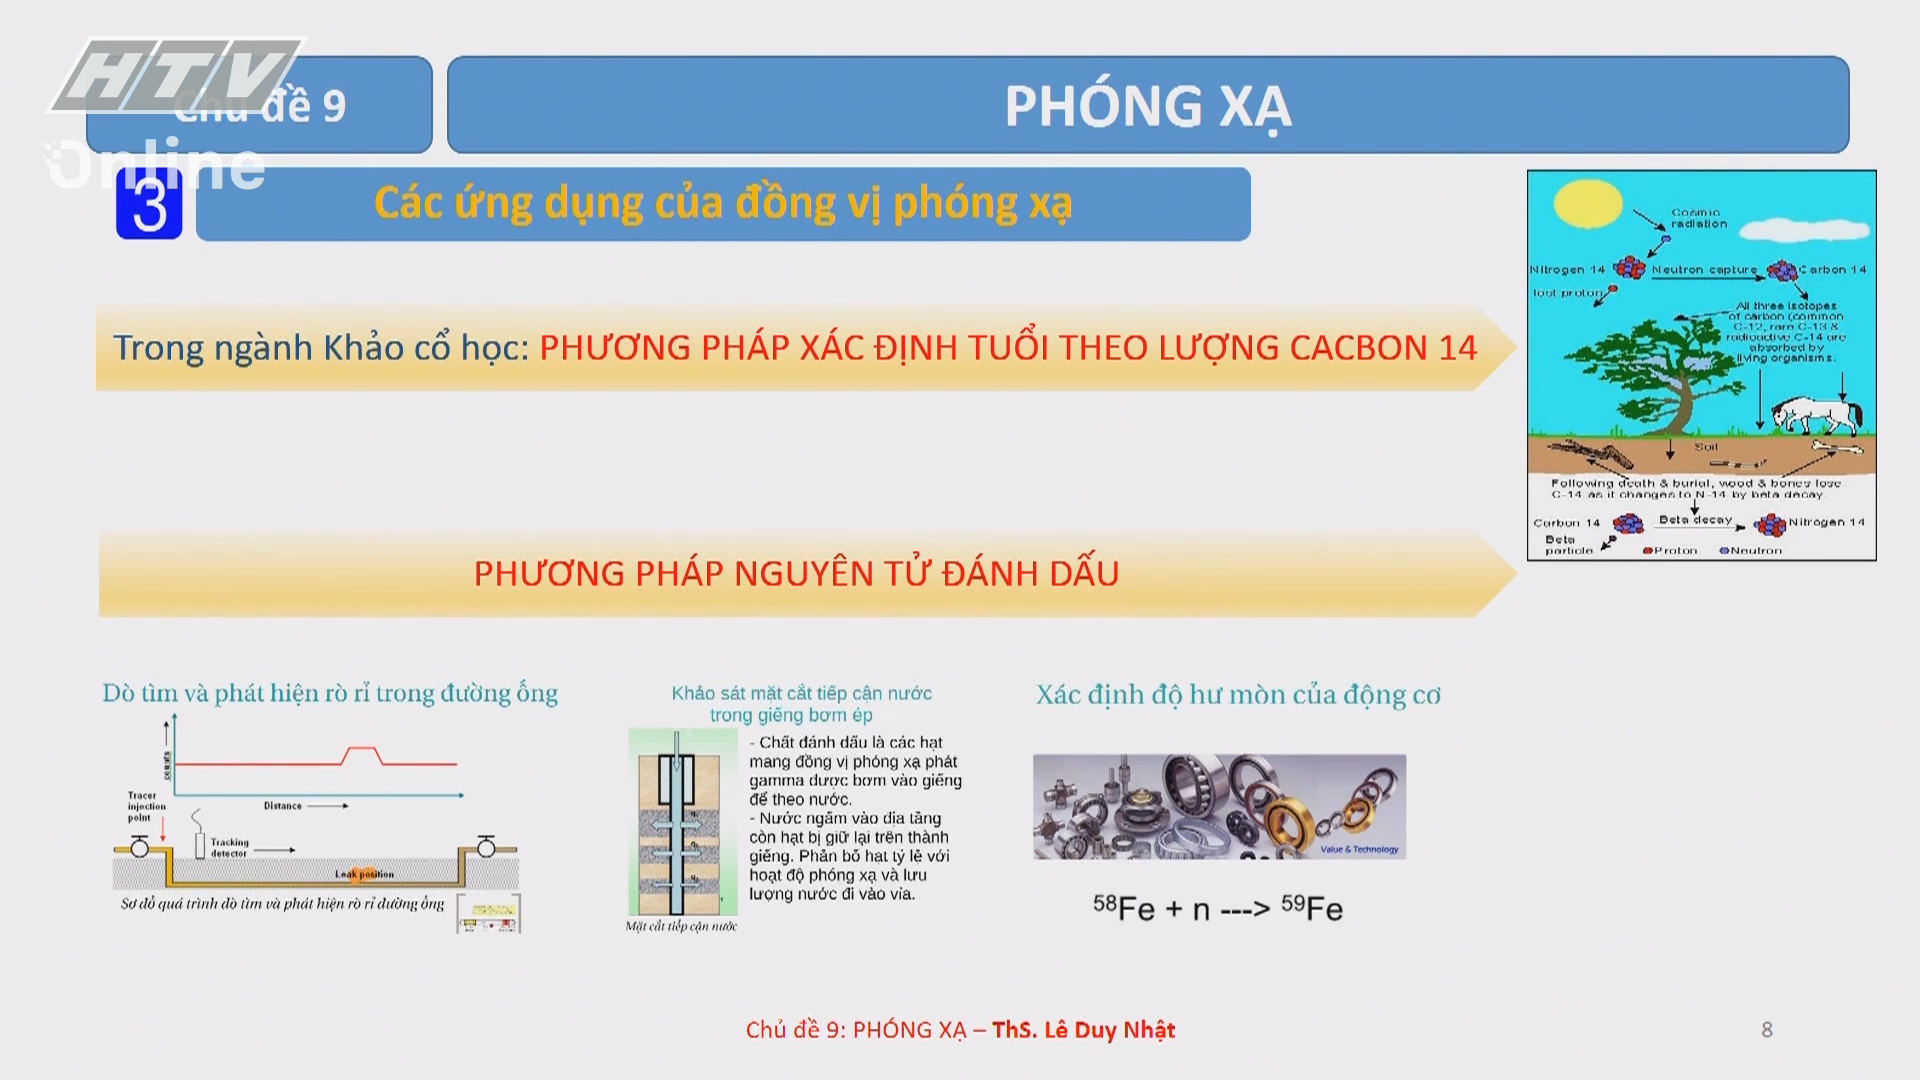 HTV
Online
Chủ đề 9
PHÓNG XẠ
3
Các ứng dụng của đồng vị phóng xạ
Trong ngành Khảo cổ học: PHƯƠNG PHÁP XÁC ĐỊNH TUỔI THEO LƯỢNG CACBON 14
Cosmic
radiation
Nitrogen 14
Neutron capture
Carbon 14
lost proton
All three isotopes
of carbon (common
C-12, rare C-13 &
radioactive C-14 are
absorbed by
living organisms.
Soil
Following death & burial, wood & bones lose
C-14 as it changes to N-14 by beta decay.
Carbon 14
Beta decay
Nitrogen 14
Beta
particle
Proton
Neutron
PHƯƠNG PHÁP NGUYÊN TỬ ĐÁNH DẤU
Dò tìm và phát hiện rò rỉ trong đường ống
counts
Distance
Tracer
injection
point
Tracking
detector
Leak position
Sơ đồ quá trình dò tìm và phát hiện rò rỉ đường ống
Khảo sát mặt cắt tiếp cận nước
trong giếng bơm ép
- Chất đánh dấu là các hạt
mang đồng vị phóng xạ phát
gamma được bơm vào giếng
để theo nước.
- Nước ngấm vào địa tầng
còn hạt bị giữ lại trên thành
giếng. Phân bố hạt tỷ lệ với
hoạt độ phóng xạ và lưu
lượng nước đi vào vỉa.
Mặt cắt tiếp cận nước
Xác định độ hư mòn của động cơ
Value & Technology
⁵⁸Fe + n ---> ⁵⁹Fe
Chủ đề 9: PHÓNG XẠ – ThS. Lê Duy Nhật
8